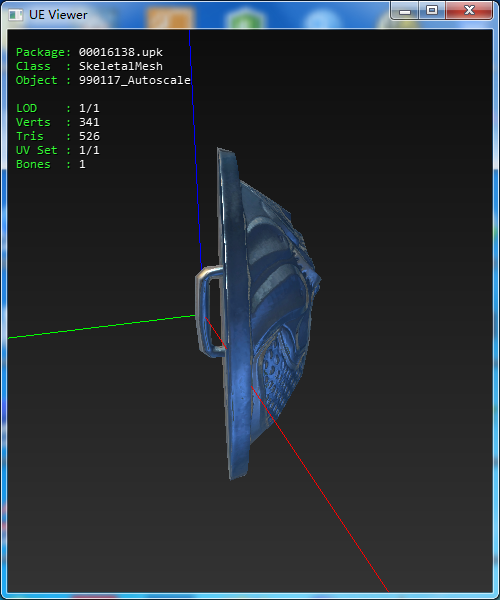 UE Viewer
Package: 00016138.upk
Class : SkeletalMesh
Object : 990117_Autoscale
LOD : 1/1
Verts : 341
Tris : 526
UV Set : 1/1
Bones : 1